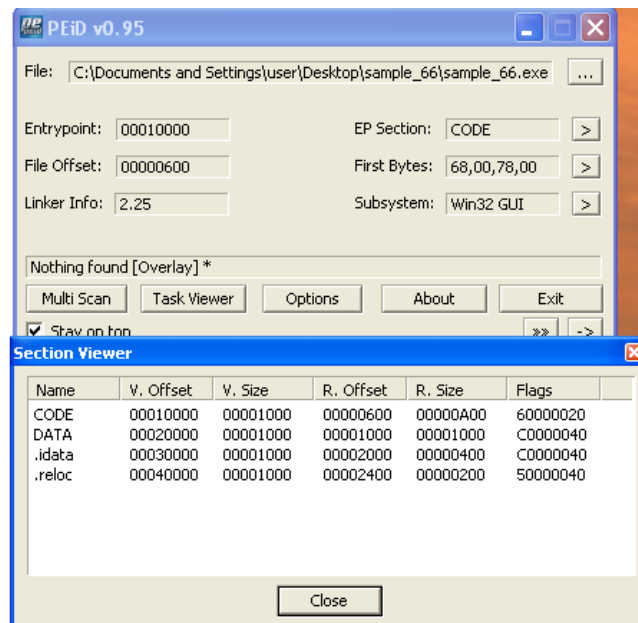 PEiD v0.95
File: C:\Documents and Settings\user\Desktop\sample_66\sample_66.exe ...
Entrypoint: 00010000 EP Section: CODE >
File Offset: 00000600 First Bytes: 68,00,78,00 >
Linker Info: 2.25 Subsystem: Win32 GUI >
Nothing found [Overlay] *
Multi Scan Task Viewer Options About Exit
Stay on top »» ->
Section Viewer
Name V. Offset V. Size R. Offset R. Size Flags
CODE 00010000 00001000 00000600 00000A00 60000020
DATA 00020000 00001000 00001000 00001000 C0000040
.idata 00030000 00001000 00002000 00000400 C0000040
.reloc 00040000 00001000 00002400 00000200 50000040
Close